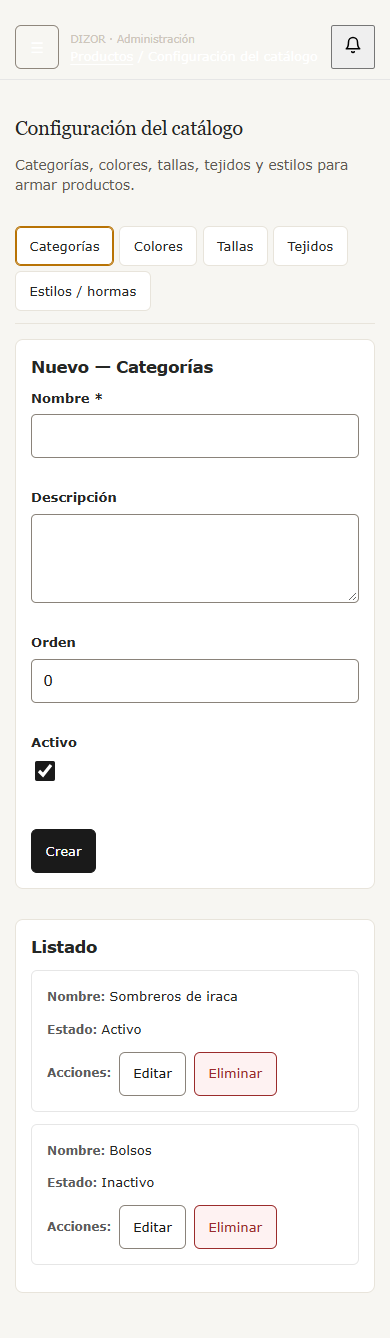 DIZOR · Administración
Productos / Configuración del catálogo
Configuración del catálogo
Categorías, colores, tallas, tejidos y estilos para
armar productos.
Categorías
Colores
Tallas
Tejidos
Estilos / hormas
Nuevo — Categorías
Nombre *
Descripción
Orden
0
Activo
Crear
Listado
Nombre: Sombreros de iraca
Estado: Activo
Acciones: Editar Eliminar
Nombre: Bolsos
Estado: Inactivo
Acciones: Editar Eliminar